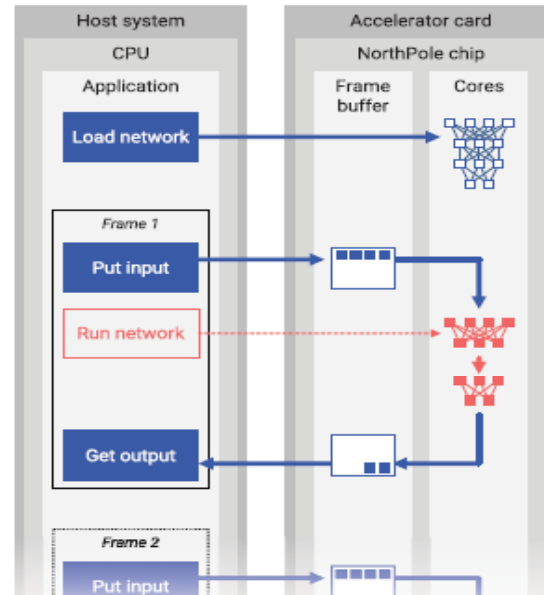 Host system
Accelerator card
CPU
NorthPole chip
Application
Frame
buffer
Cores
Load network
Frame 1
Put input
Run network
Get output
Frame 2
Put input